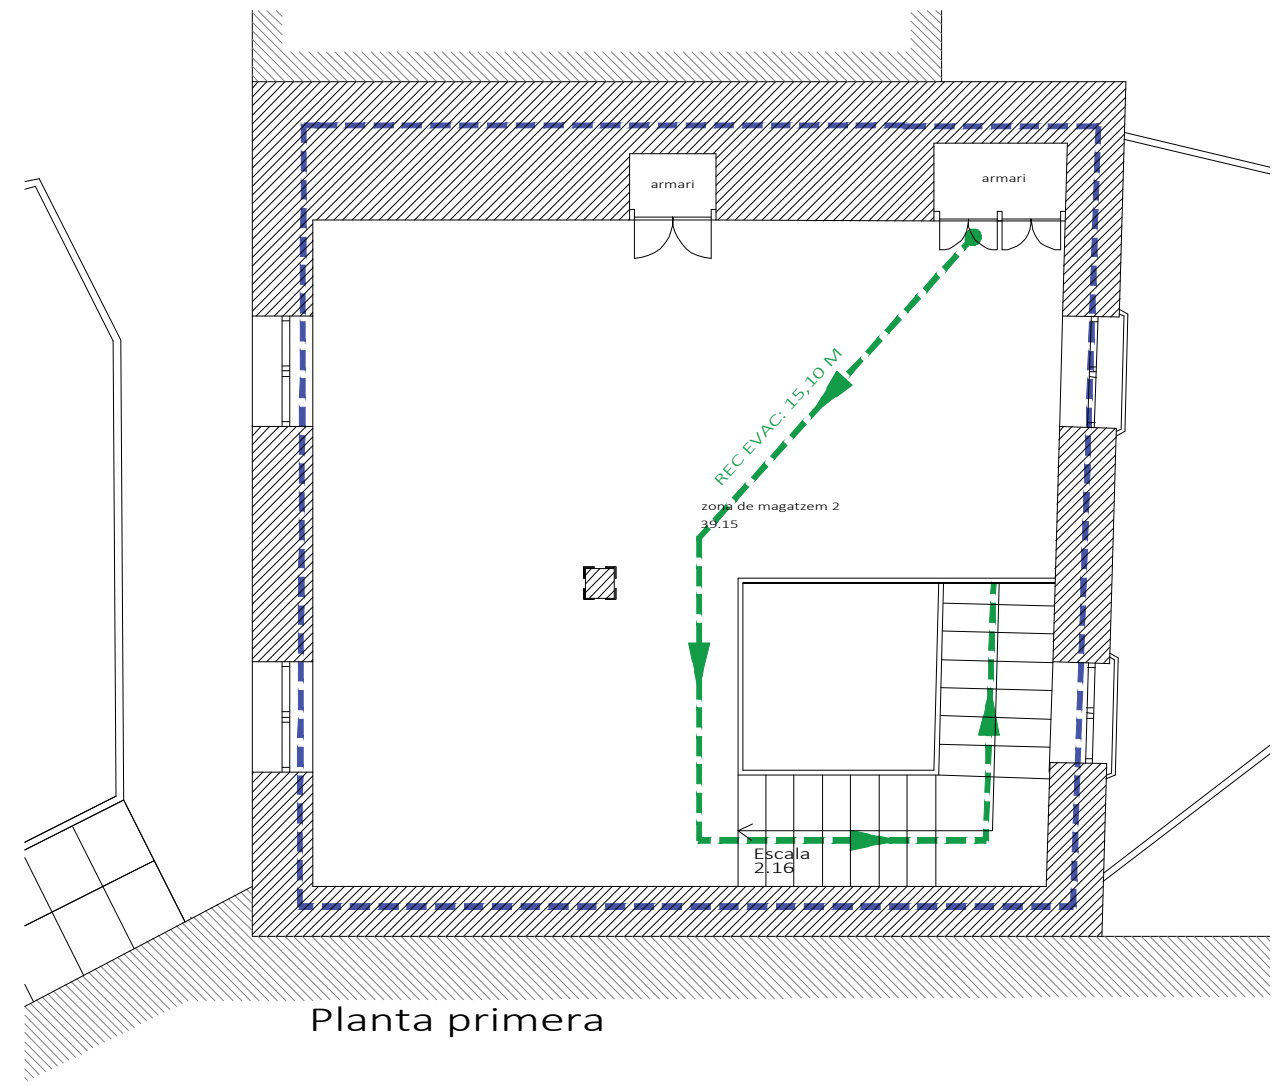 armari
armari
REC EVAC: 15,10 M
zona de magatzem 2
39.15
Escala
2.16
Planta primera